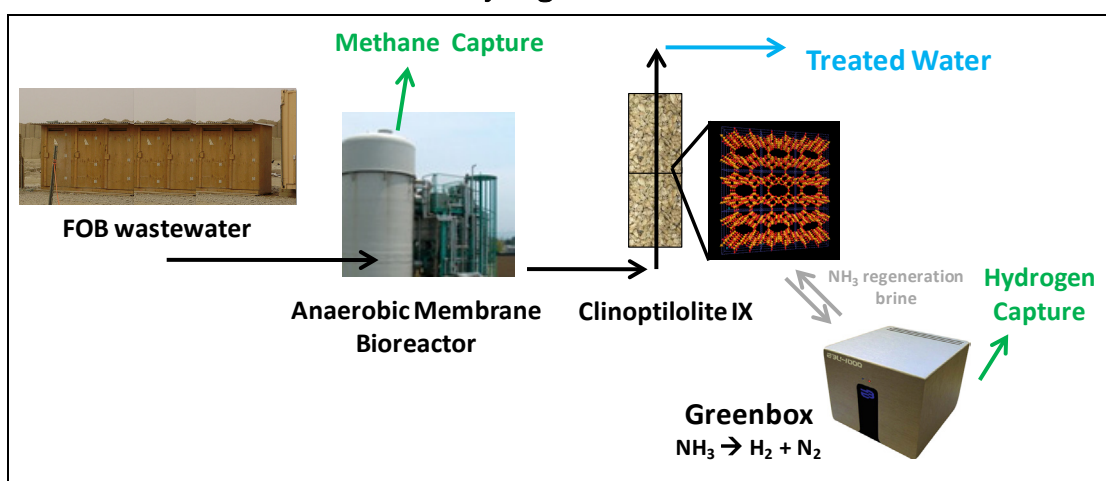 Methane Capture
Treated Water
FOB wastewater
Anaerobic Membrane
Bioreactor
Clinoptilolite IX
NH₃ regeneration
brine
Hydrogen
Capture
Greenbox
NH₃ → H₂ + N₂